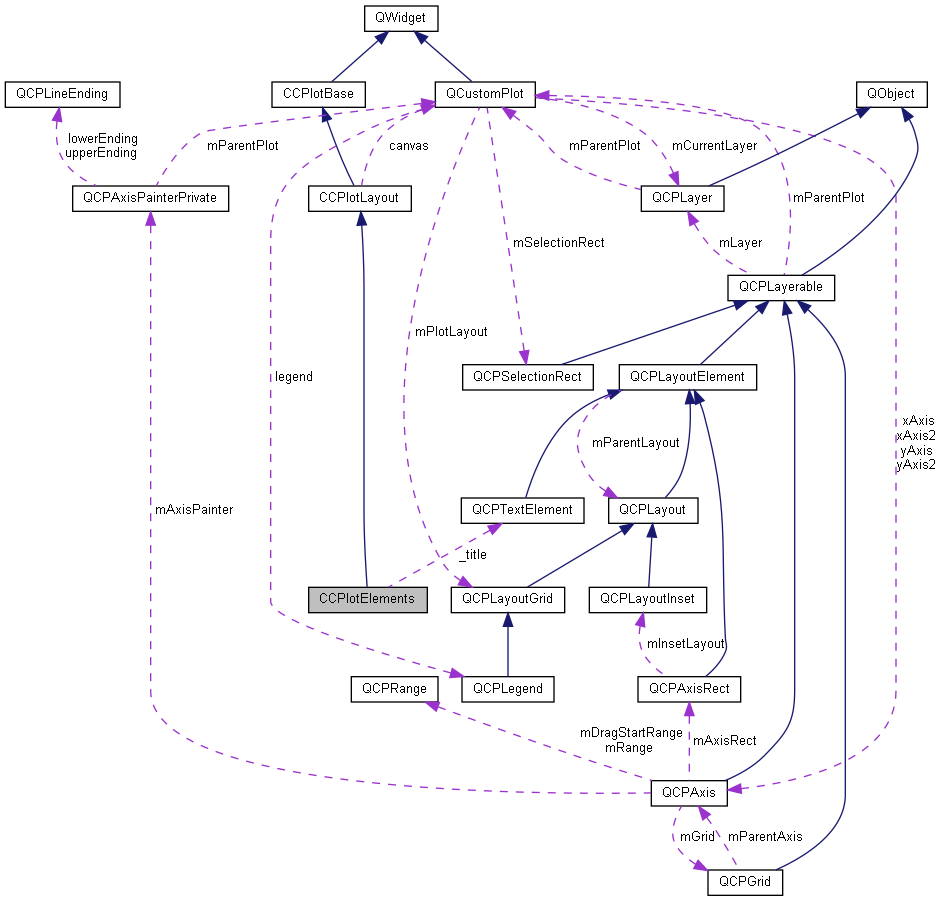 QWidget
QCPLineEnding
CCPlotBase
QCustomPlot
QObject
lowerEnding
upperEnding
mParentPlot
canvas
mParentPlot
mCurrentLayer
QCPAxisPainterPrivate
CCPlotLayout
QCPLayer
mParentPlot
mSelectionRect
mLayer
QCPLayerable
mPlotLayout
legend
QCPSelectionRect
QCPLayoutElement
xAxis
xAxis2
yAxis
yAxis2
mParentLayout
mAxisPainter
QCPTextElement
QCPLayout
_title
CCPlotElements
QCPLayoutGrid
QCPLayoutInset
mInsetLayout
QCPRange
QCPLegend
QCPAxisRect
mDragStartRange
mRange
mAxisRect
QCPAxis
mGrid
mParentAxis
QCPGrid